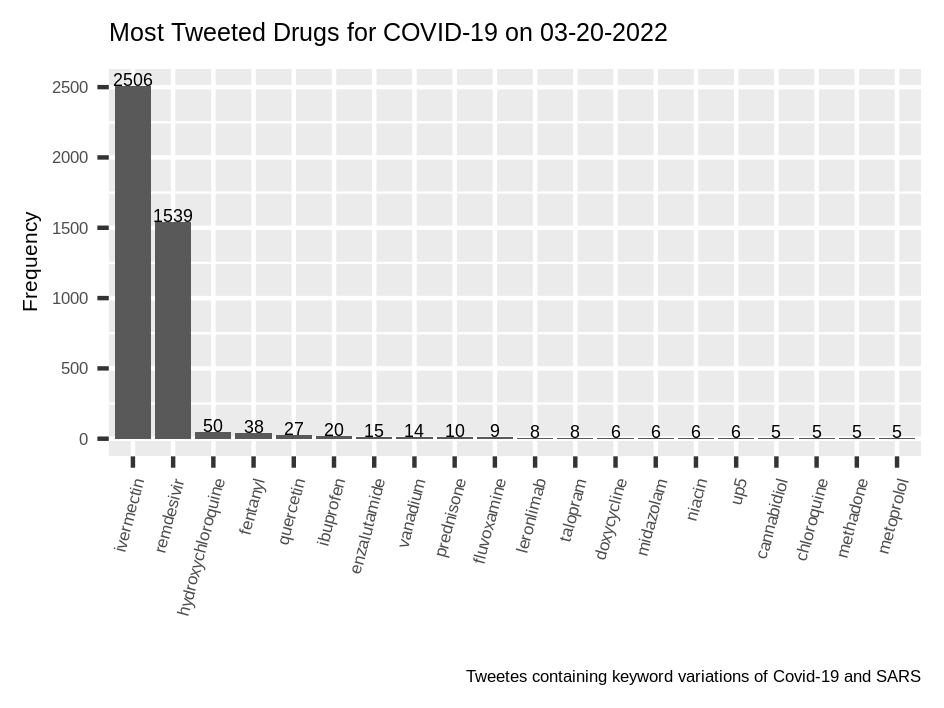 Most Tweeted Drugs for COVID-19 on 03-20-2022
Frequency
2500
2000
1500
1000
500
0
2506
1539
50
38
27
20
15
14
10
9
8
8
6
6
6
6
5
5
5
5
ivermectin
remdesivir
hydroxychloroquine
fentanyl
quercetin
ibuprofen
enzalutamide
vanadium
prednisone
fluvoxamine
leronlimab
talopram
doxycycline
midazolam
niacin
up5
cannabidiol
chloroquine
methadone
metoprolol
Tweetes containing keyword variations of Covid-19 and SARS